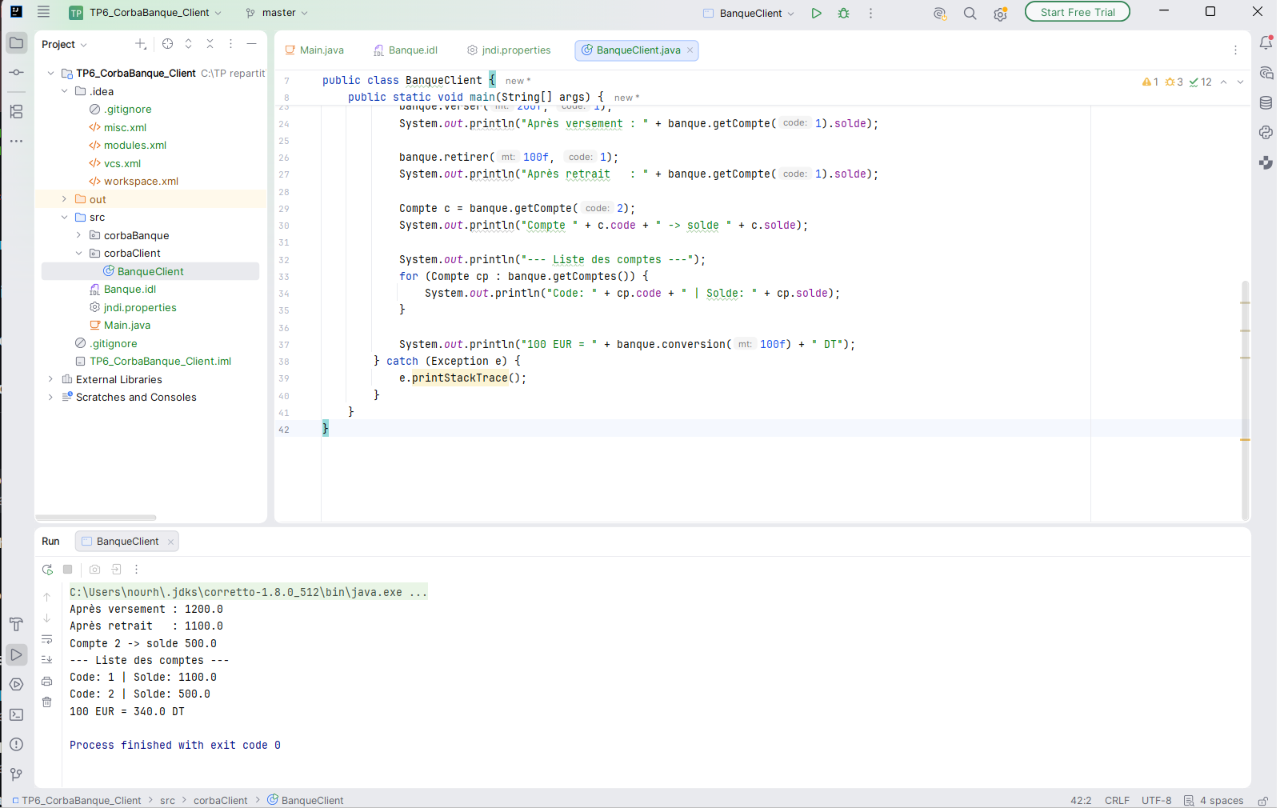 TP TP6_CorbaBanque_Client master BanqueClient Start Free Trial
Project
TP6_CorbaBanque_Client C:\TP repartit
.idea
.gitignore
misc.xml
modules.xml
vcs.xml
workspace.xml
out
src
corbaBanque
corbaClient
BanqueClient
Banque.idl
jndi.properties
Main.java
.gitignore
TP6_CorbaBanque_Client.iml
External Libraries
Scratches and Consoles
Main.java Banque.idl jndi.properties BanqueClient.java
1 3 12
7 public class BanqueClient { new *
8 public static void main(String[] args) { new *
23 banque.verser( mt: 200f, code: 1);
24 System.out.println("Après versement : " + banque.getCompte( code: 1).solde);
25
26 banque.retirer( mt: 100f, code: 1);
27 System.out.println("Après retrait   : " + banque.getCompte( code: 1).solde);
28
29 Compte c = banque.getCompte( code: 2);
30 System.out.println("Compte " + c.code + " -> solde " + c.solde);
31
32 System.out.println("--- Liste des comptes ---");
33 for (Compte cp : banque.getComptes()) {
34 System.out.println("Code: " + cp.code + " | Solde: " + cp.solde);
35 }
36
37 System.out.println("100 EUR = " + banque.conversion( mt: 100f) + " DT");
38 } catch (Exception e) {
39 e.printStackTrace();
40 }
41 }
42 }
Run BanqueClient
C:\Users\nourh\.jdks\corretto-1.8.0_512\bin\java.exe ...
Après versement : 1200.0
Après retrait   : 1100.0
Compte 2 -> solde 500.0
--- Liste des comptes ---
Code: 1 | Solde: 1100.0
Code: 2 | Solde: 500.0
100 EUR = 340.0 DT
Process finished with exit code 0
TP6_CorbaBanque_Client > src > corbaClient > BanqueClient 42:2 CRLF UTF-8 4 spaces